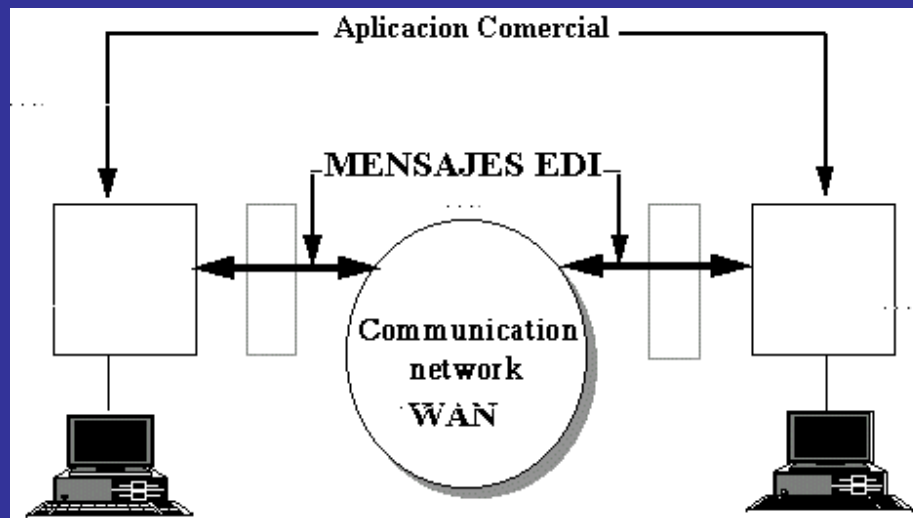 Aplicacion Comercial
MENSAJES EDI
Communication
network
WAN